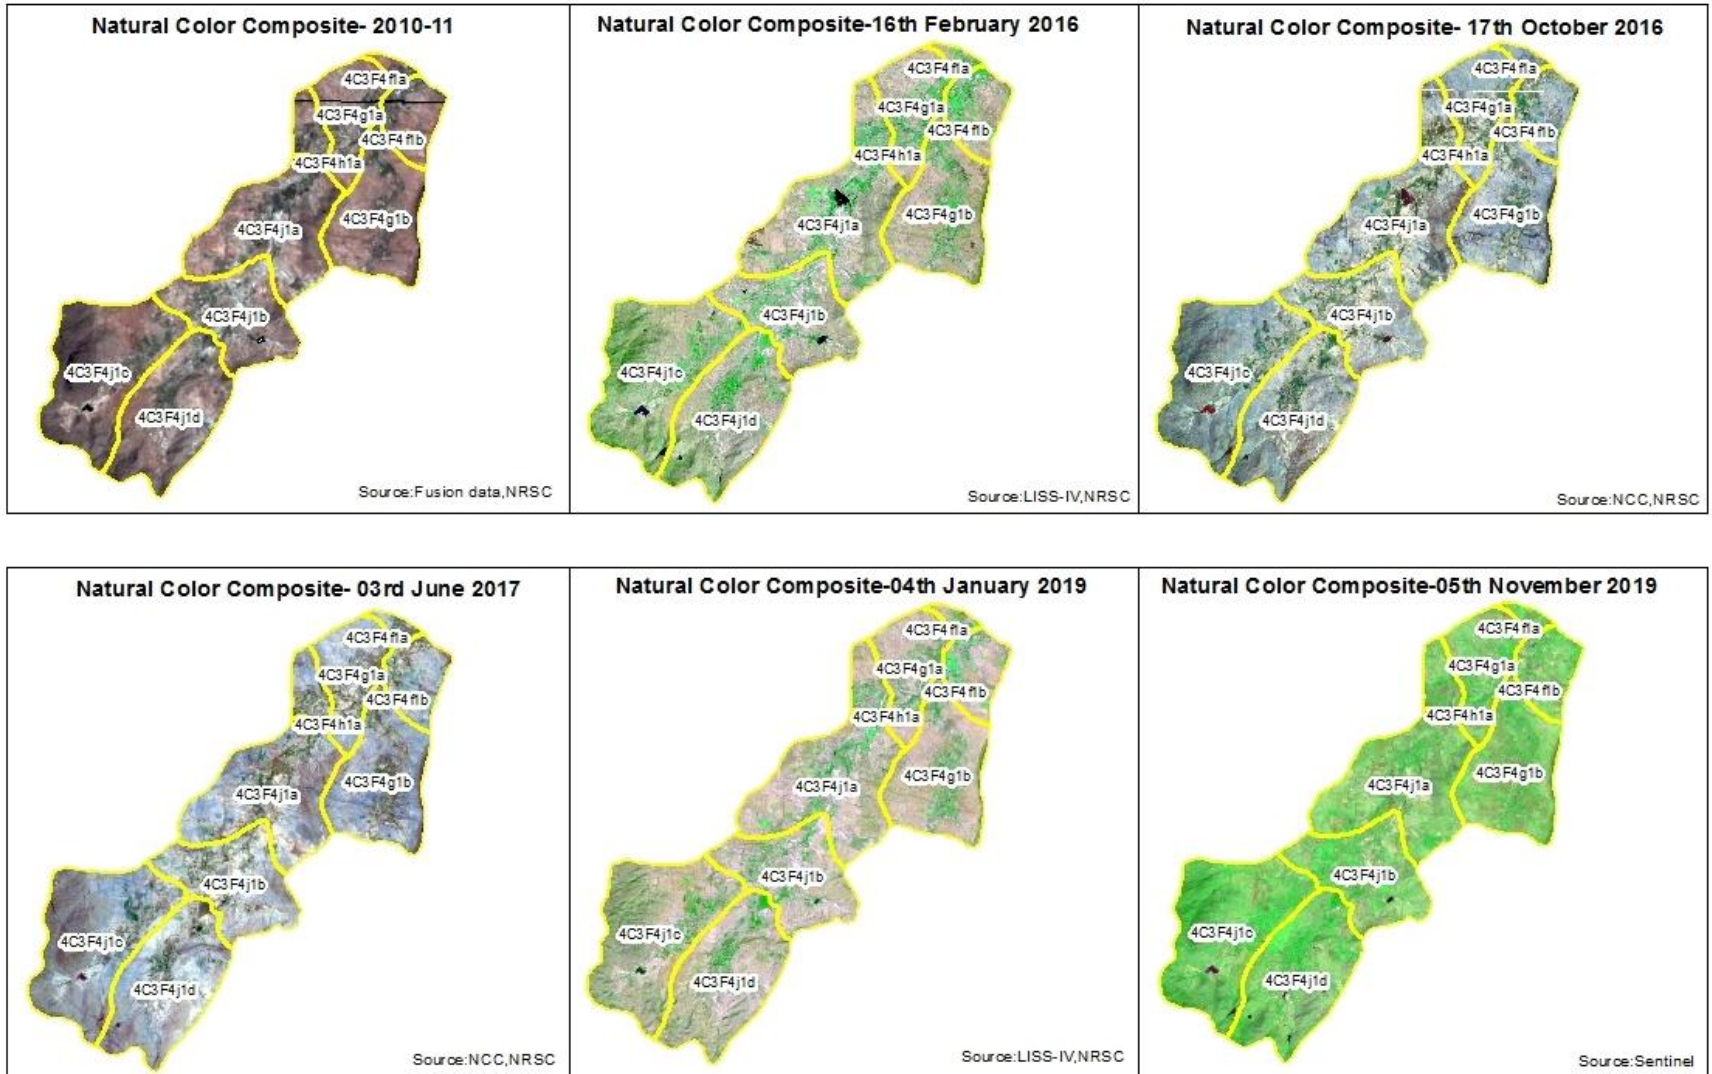 Natural Color Composite- 2010-11
4C3F4f1a
4C3F4g1a
4C3F4f1b
4C3F4h1a
4C3F4g1b
4C3F4j1a
4C3F4j1b
4C3F4j1c
4C3F4j1d
Source:Fusion data,NRSC
Natural Color Composite-16th February 2016
4C3F4f1a
4C3F4g1a
4C3F4f1b
4C3F4h1a
4C3F4g1b
4C3F4j1a
4C3F4j1b
4C3F4j1c
4C3F4j1d
Source:LISS-IV,NRSC
Natural Color Composite- 17th October 2016
4C3F4f1a
4C3F4g1a
4C3F4f1b
4C3F4h1a
4C3F4g1b
4C3F4j1a
4C3F4j1b
4C3F4j1c
4C3F4j1d
Source:NCC,NRSC
Natural Color Composite- 03rd June 2017
4C3F4f1a
4C3F4g1a
4C3F4f1b
4C3F4h1a
4C3F4g1b
4C3F4j1a
4C3F4j1b
4C3F4j1c
4C3F4j1d
Source:NCC,NRSC
Natural Color Composite-04th January 2019
4C3F4f1a
4C3F4g1a
4C3F4f1b
4C3F4h1a
4C3F4g1b
4C3F4j1a
4C3F4j1b
4C3F4j1c
4C3F4j1d
Source:LISS-IV,NRSC
Natural Color Composite-05th November 2019
4C3F4f1a
4C3F4g1a
4C3F4f1b
4C3F4h1a
4C3F4g1b
4C3F4j1a
4C3F4j1b
4C3F4j1c
4C3F4j1d
Source:Sentinel